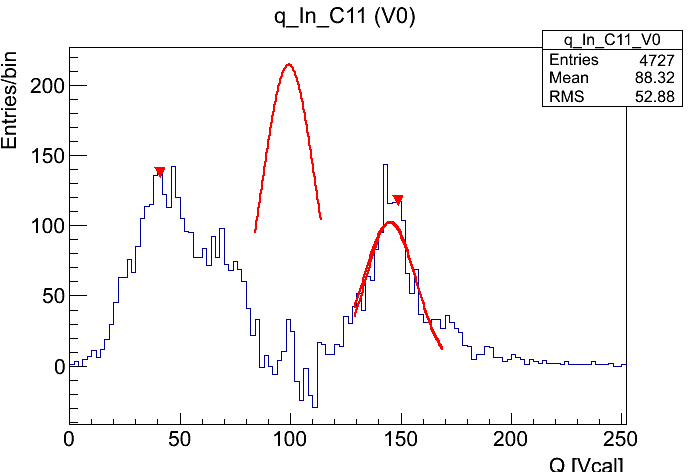 q_In_C11 (V0)
q_In_C11_V0
Entries 4727
Mean 88.32
RMS 52.88
Entries/bin
200
150
100
50
0
0 50 100 150 200 250
Q [Vcal]